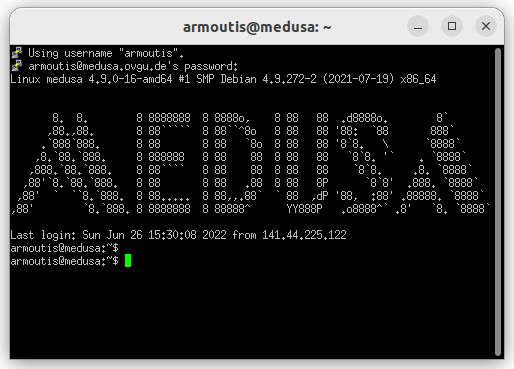 armoutis@medusa: ~
Using username "armoutis".
armoutis@medusa.ovgu.de's password:
Linux medusa 4.9.0-16-amd64 #1 SMP Debian 4.9.272-2 (2021-07-19) x86_64
MEDUSA
Last login: Sun Jun 26 15:30:08 2022 from 141.44.225.122
armoutis@medusa:~$
armoutis@medusa:~$